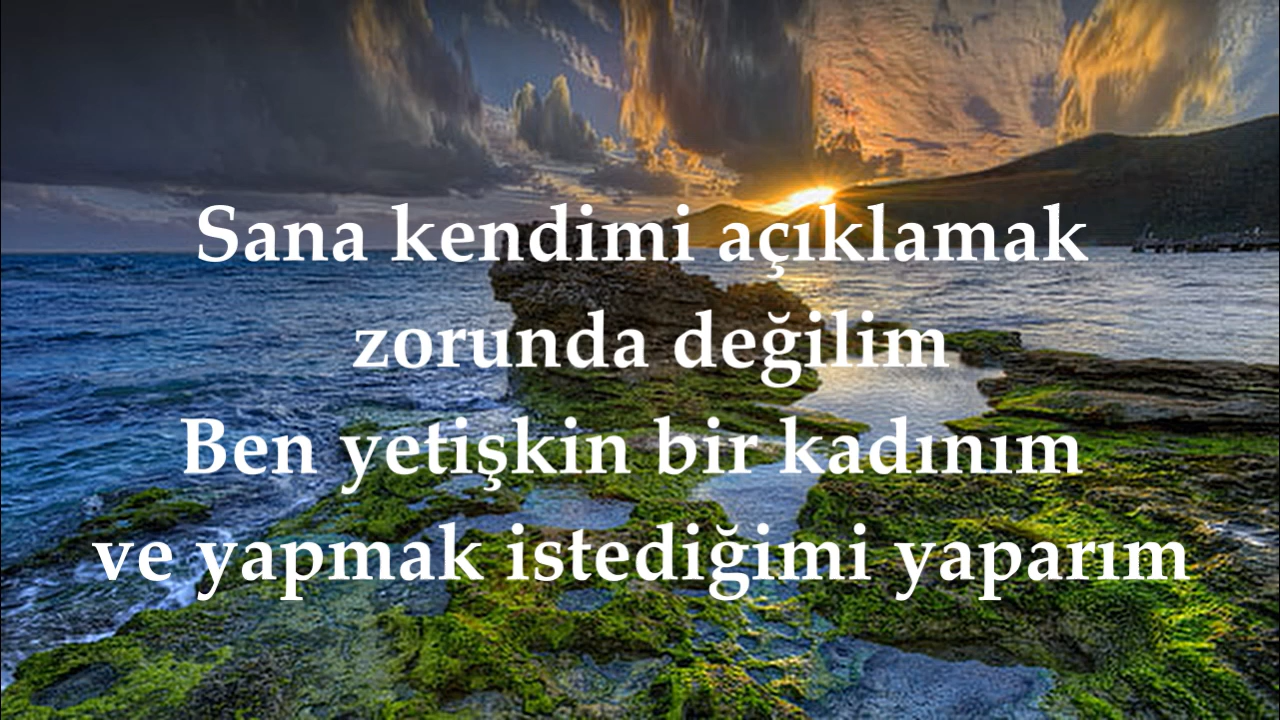 Sana kendimi açıklamak
zorunda değilim
Ben yetişkin bir kadınım
ve yapmak istediğimi yaparım